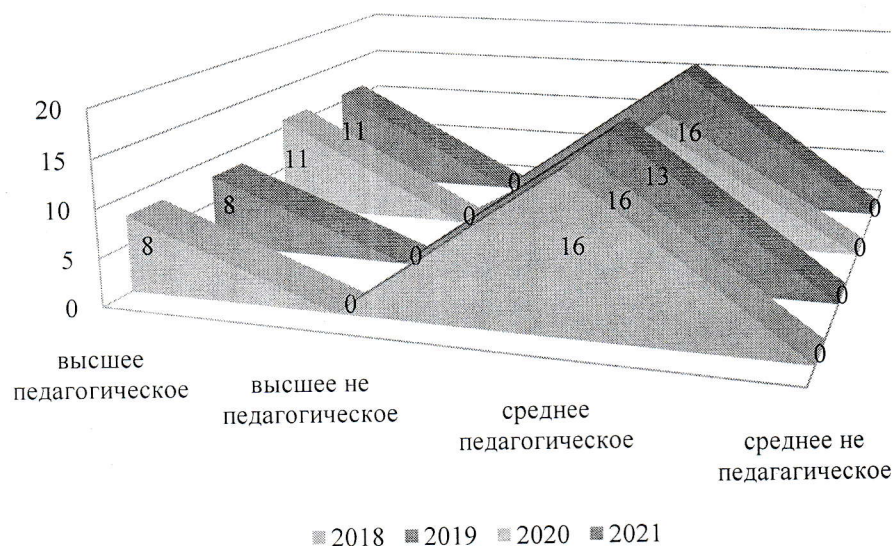 20
15
10
5
0
11
11
8
8
16
13
16
16
0
0
0
0
0
0
0
0
высшее
педагогическое
высшее не
педагогическое
среднее
педагогическое
среднее не
педагагическое
2018 2019 2020 2021